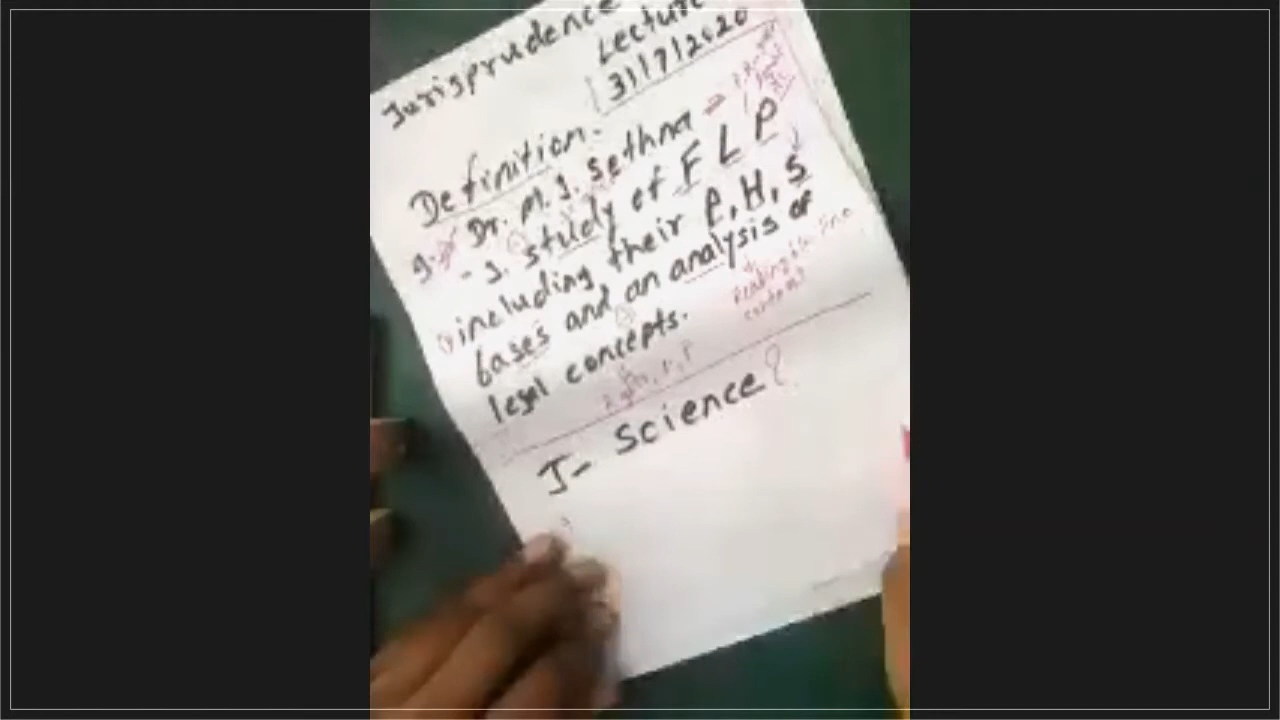 Jurisprudence
Lecture
31/7/2020
Definition.
9. Dr. M. J. Sethna
- J. study of F L P
including their P, H, S
bases and an analysis of
legal concepts.
J- Science?